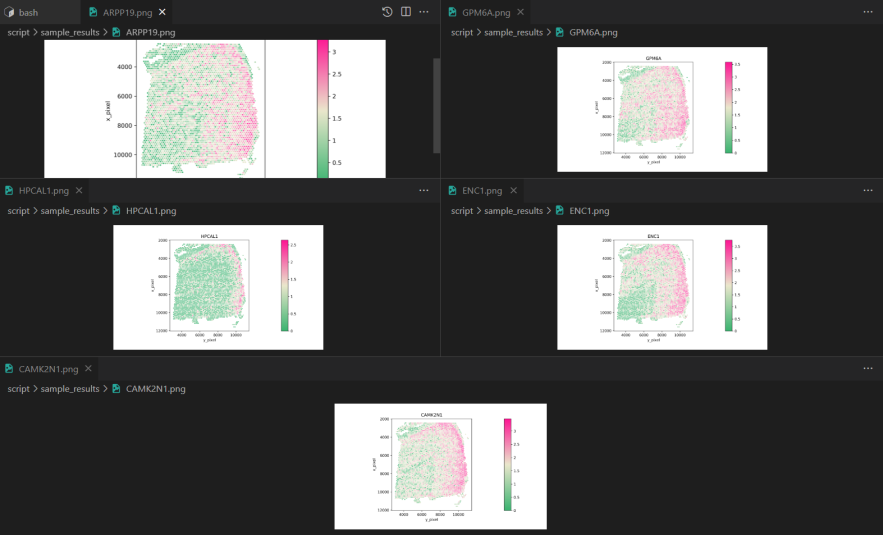 bash
ARPP19.png
script > sample_results > ARPP19.png
4000
6000
8000
10000
x_pixel
3
2.5
2
1.5
1
0.5
GPM6A.png
script > sample_results > GPM6A.png
GPM6A
2000
4000
6000
8000
10000
12000
x_pixel
4000 6000 8000 10000
y_pixel
3.5
3
2.5
2
1.5
1
0.5
0
HPCAL1.png
script > sample_results > HPCAL1.png
HPCAL1
2000
4000
6000
8000
10000
12000
x_pixel
4000 6000 8000 10000
y_pixel
2.5
2
1.5
1
0.5
0
ENC1.png
script > sample_results > ENC1.png
ENC1
2000
4000
6000
8000
10000
12000
x_pixel
4000 6000 8000 10000
y_pixel
3.5
3
2.5
2
1.5
1
0.5
0
CAMK2N1.png
script > sample_results > CAMK2N1.png
CAMK2N1
2000
4000
6000
8000
10000
12000
x_pixel
4000 6000 8000 10000
y_pixel
3
2.5
2
1.5
1
0.5
0